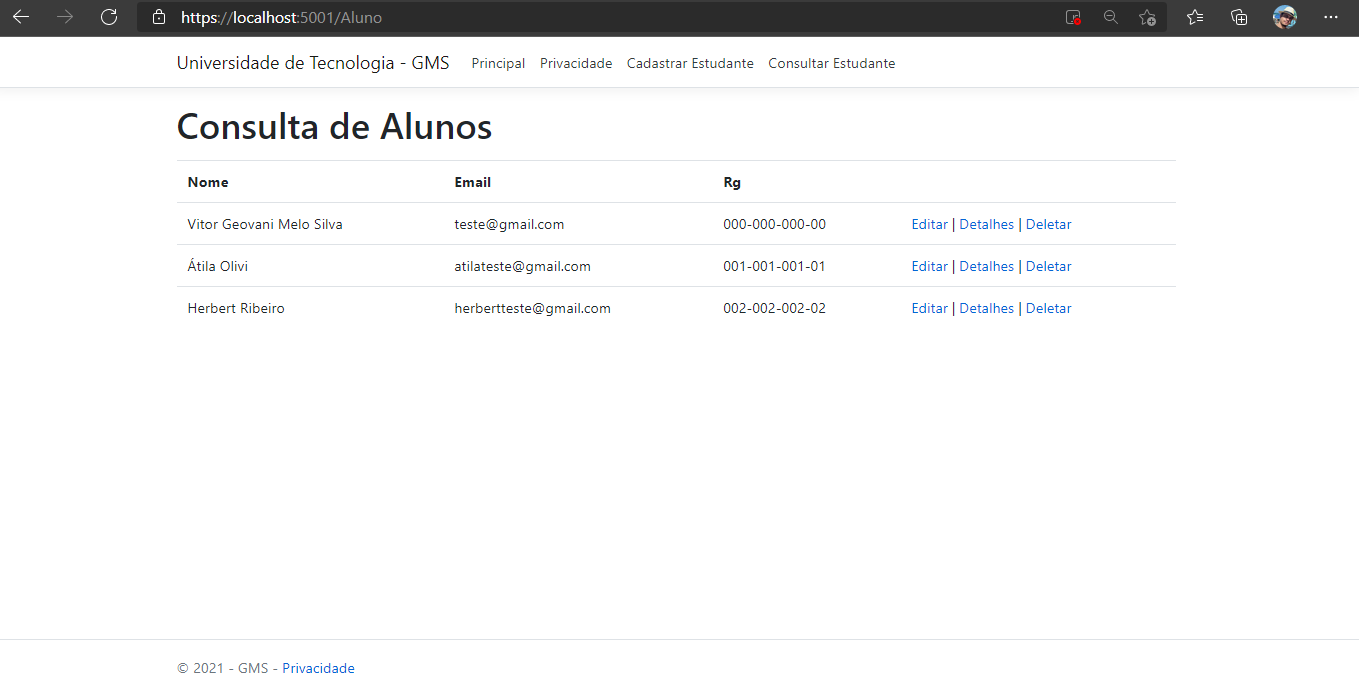 https://localhost:5001/Aluno
Universidade de Tecnologia - GMS Principal Privacidade Cadastrar Estudante Consultar Estudante
Consulta de Alunos
Nome Email Rg
Vitor Geovani Melo Silva teste@gmail.com 000-000-000-00 Editar | Detalhes | Deletar
Átila Olivi atilateste@gmail.com 001-001-001-01 Editar | Detalhes | Deletar
Herbert Ribeiro herbertteste@gmail.com 002-002-002-02 Editar | Detalhes | Deletar
© 2021 - GMS - Privacidade